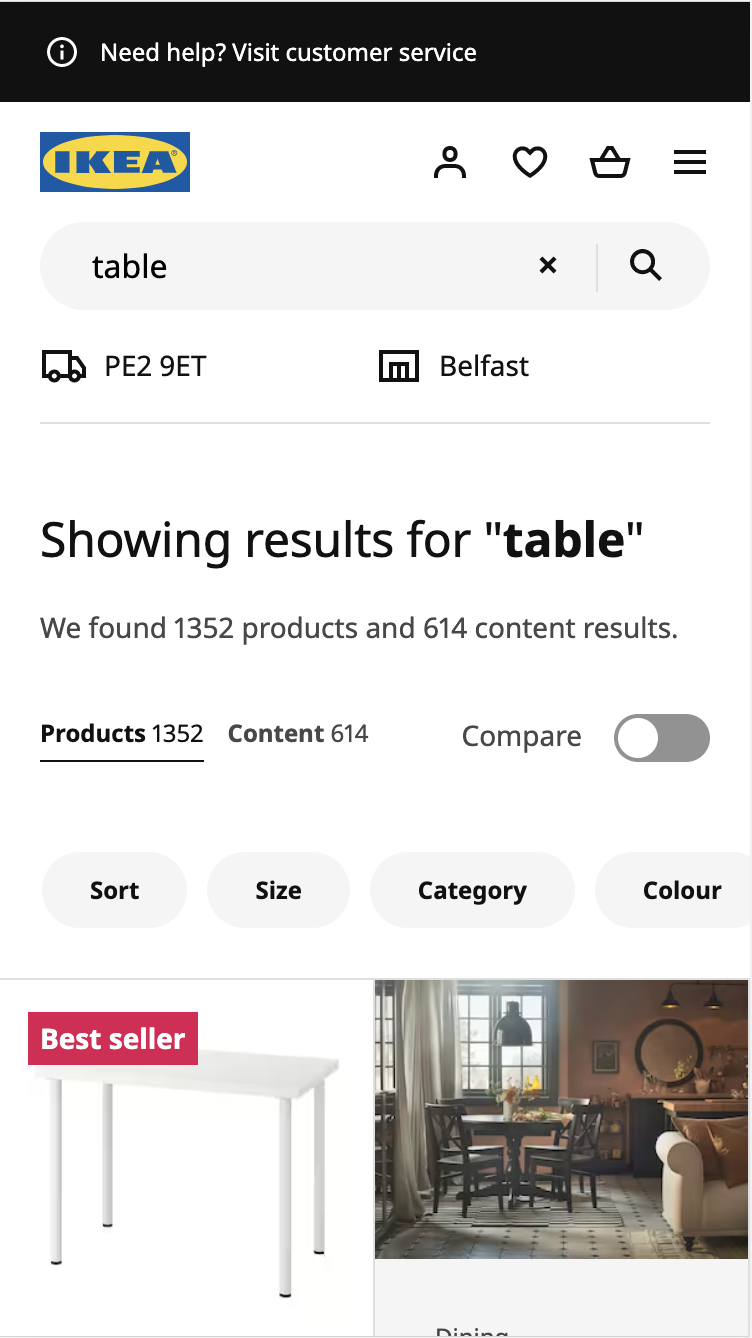 Need help? Visit customer service
IKEA
table
PE2 9ET
Belfast
Showing results for "table"
We found 1352 products and 614 content results.
Products 1352 Content 614 Compare
Sort Size Category Colour
Best seller
Dining